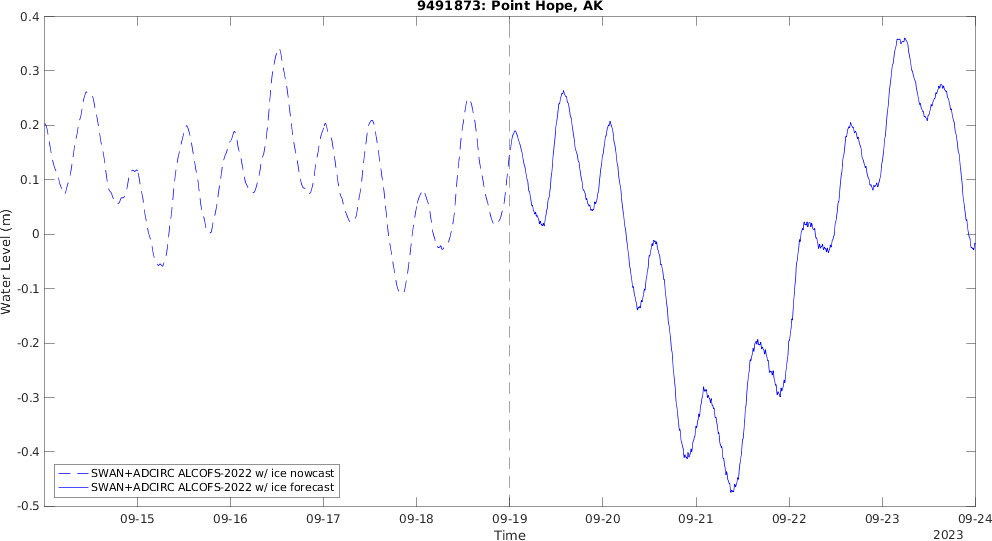 9491873: Point Hope, AK
0.4
0.3
0.2
0.1
0
-0.1
-0.2
-0.3
-0.4
-0.5
Water Level (m)
SWAN+ADCIRC ALCOFS-2022 w/ ice nowcast
SWAN+ADCIRC ALCOFS-2022 w/ ice forecast
09-15 09-16 09-17 09-18 09-19 09-20 09-21 09-22 09-23 09-24
Time
2023